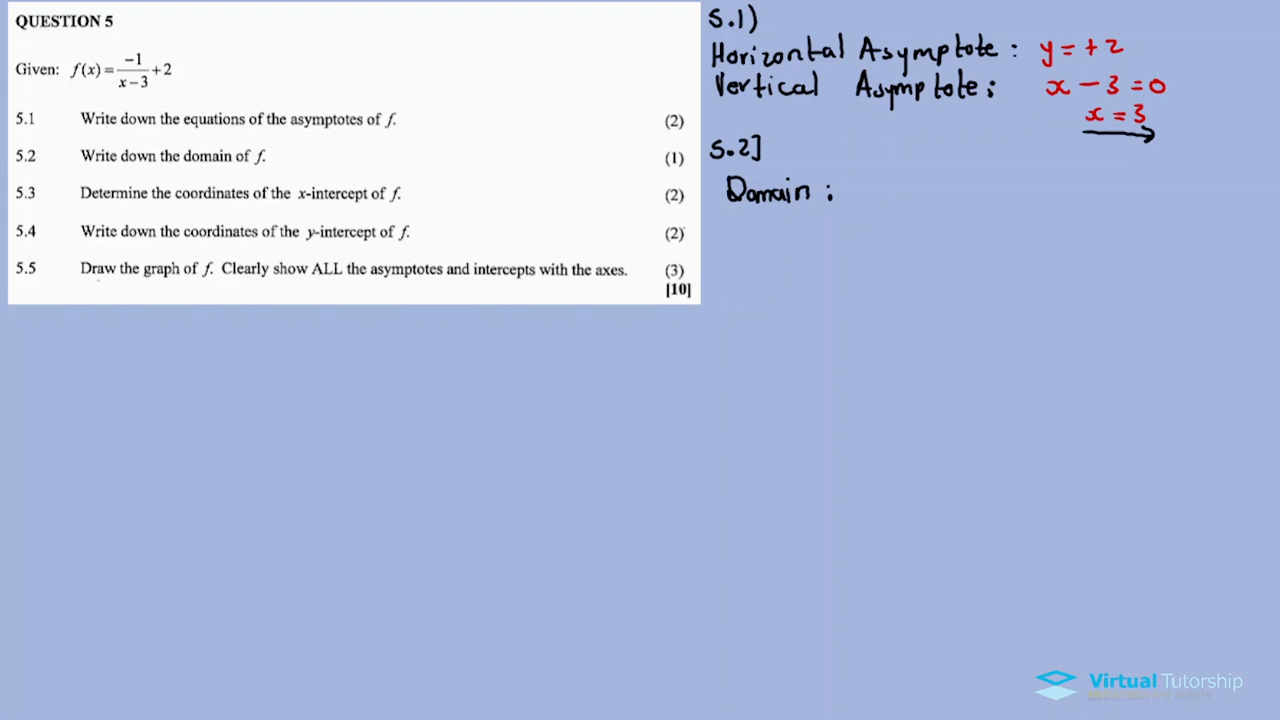 QUESTION 5
Given: f(x) = -1/(x-3) + 2
5.1 Write down the equations of the asymptotes of f. (2)
5.2 Write down the domain of f. (1)
5.3 Determine the coordinates of the x-intercept of f. (2)
5.4 Write down the coordinates of the y-intercept of f. (2)
5.5 Draw the graph of f. Clearly show ALL the asymptotes and intercepts with the axes. (3)
[10]
5.1)
Horizontal Asymptote : y = +2
Vertical Asymptote : x - 3 = 0
x = 3
5.2]
Domain :
Virtual Tutorship